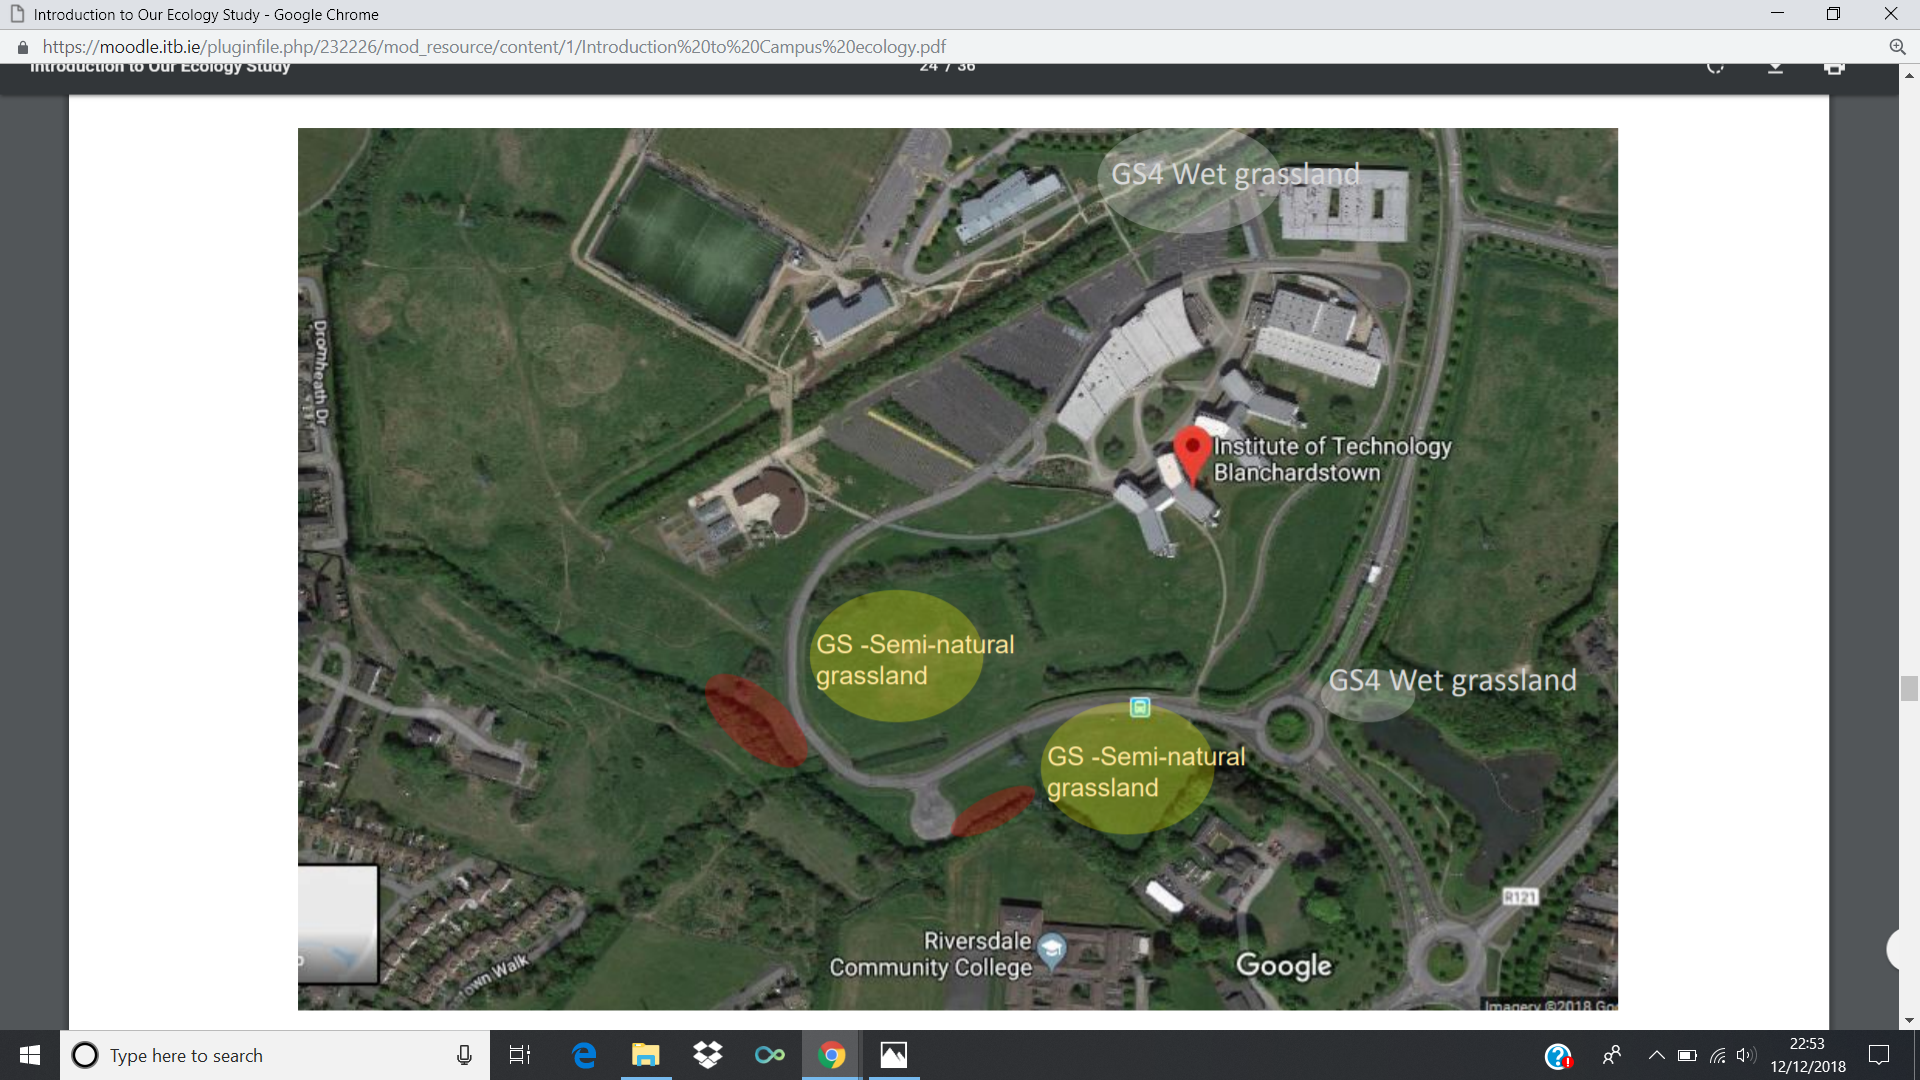 Introduction to Our Ecology Study - Google Chrome
https://moodle.itb.ie/pluginfile.php/232226/mod_resource/content/1/Introduction%20to%20Campus%20ecology.pdf
Introduction to Our Ecology Study
24 / 36
GS4 Wet grassland
Dromheath Dr
Institute of Technology
Blanchardstown
GS -Semi-natural
grassland
GS4 Wet grassland
GS -Semi-natural
grassland
R121
Riversdale
Community College
Google
town Walk
Imagery ©2018 Goo
Type here to search
22:53
12/12/2018